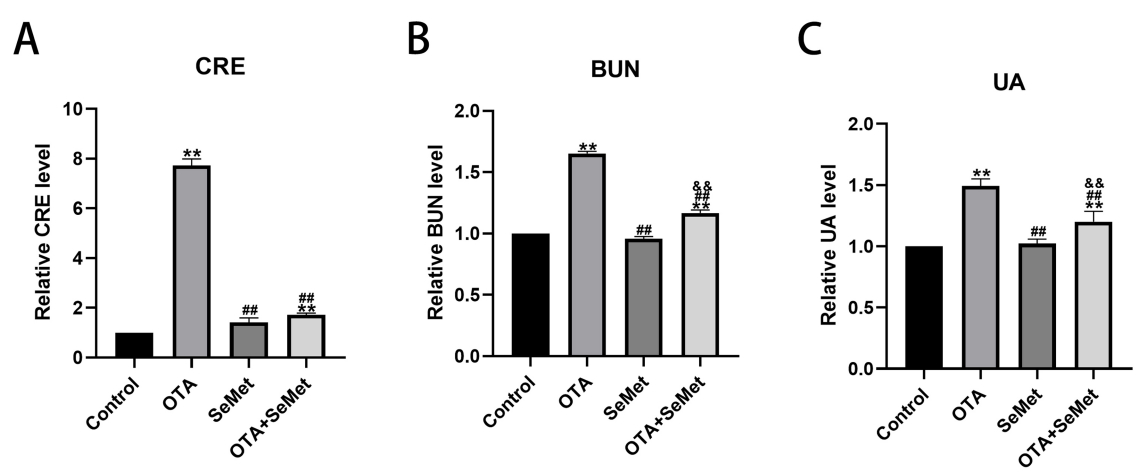 A
CRE
Relative CRE level
10
8
6
4
2
0
**
##
##
**
Control
OTA
SeMet
OTA+SeMet
B
BUN
Relative BUN level
2.0
1.5
1.0
0.5
0.0
**
##
&&
##
**
Control
OTA
SeMet
OTA+SeMet
C
UA
Relative UA level
2.0
1.5
1.0
0.5
0.0
**
##
&&
##
**
Control
OTA
SeMet
OTA+SeMet